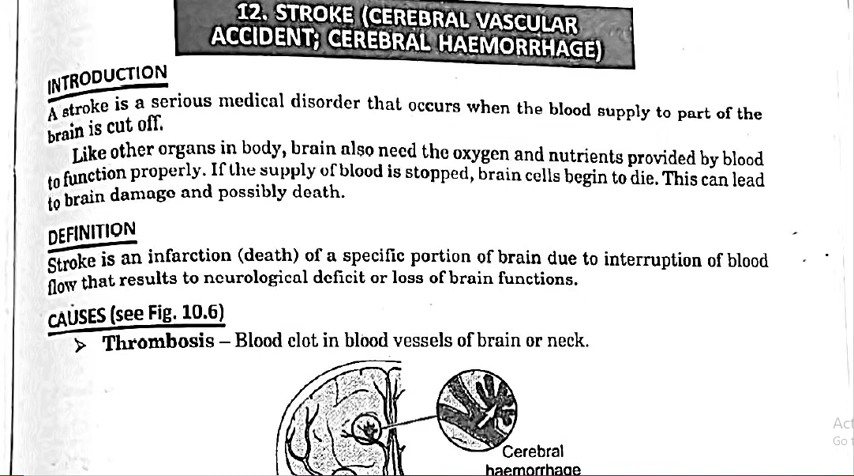 12. STROKE (CEREBRAL VASCULAR
ACCIDENT; CEREBRAL HAEMORRHAGE)
INTRODUCTION
A stroke is a serious medical disorder that occurs when the blood supply to part of the
brain is cut off.
Like other organs in body, brain also need the oxygen and nutrients provided by blood
to function properly. If the supply of blood is stopped, brain cells begin to die. This can lead
to brain damage and possibly death.
DEFINITION
Stroke is an infarction (death) of a specific portion of brain due to interruption of blood
flow that results to neurological deficit or loss of brain functions.
CAUSES (see Fig. 10.6)
➢ Thrombosis – Blood clot in blood vessels of brain or neck.
Cerebral
haemorrhage
Act
Go t